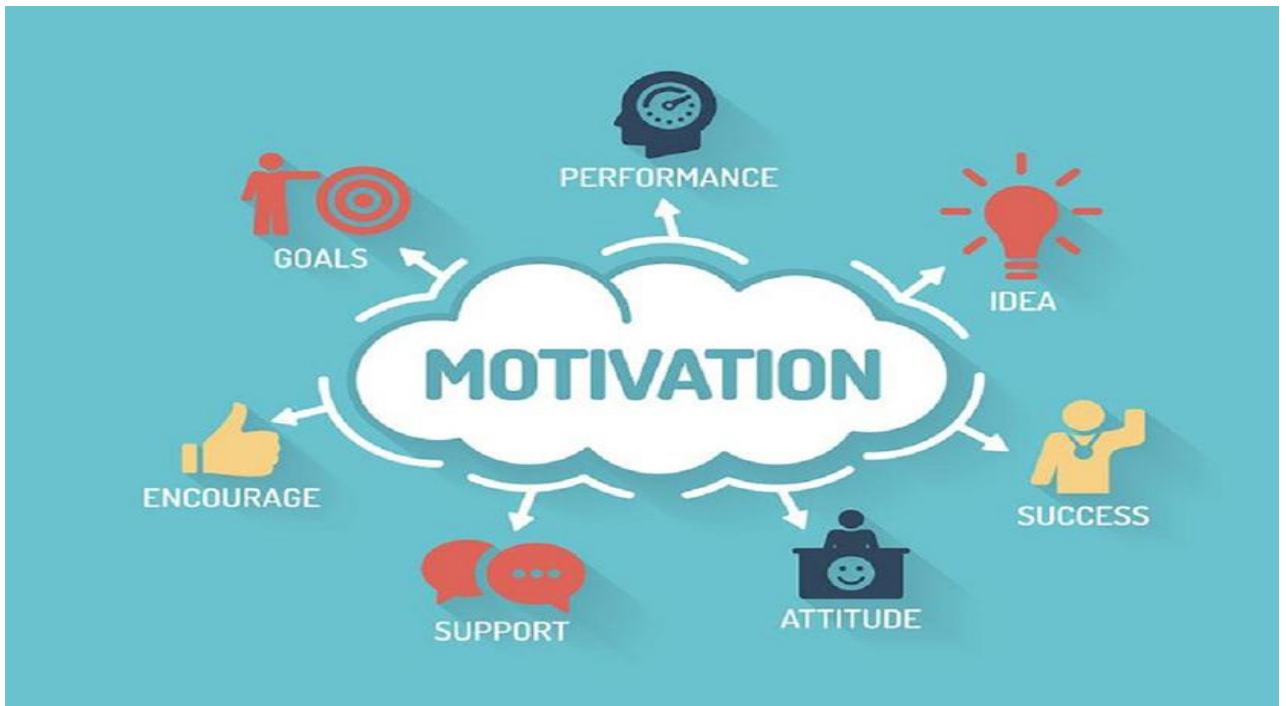 PERFORMANCE
GOALS
IDEA
MOTIVATION
ENCOURAGE
SUCCESS
SUPPORT
ATTITUDE